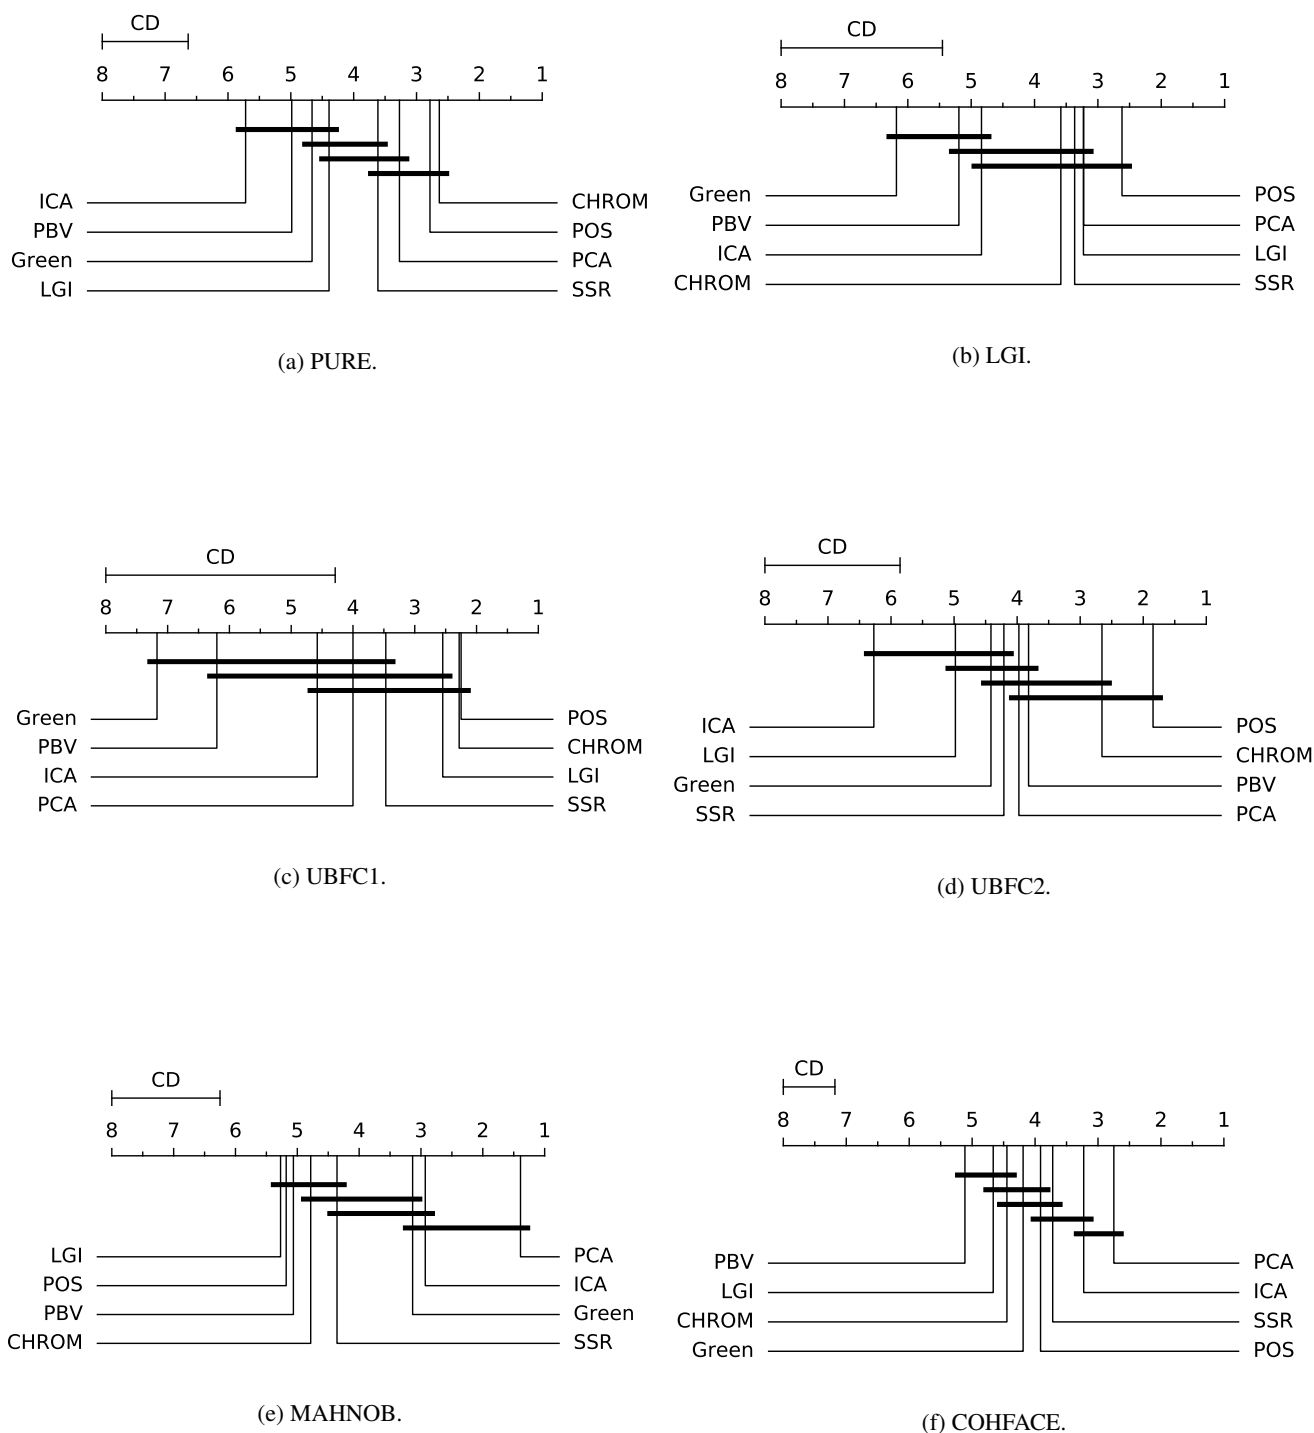 CD
8 7 6 5 4 3 2 1
ICA CHROM
PBV POS
Green PCA
LGI SSR
(a) PURE.
CD
8 7 6 5 4 3 2 1
Green POS
PBV PCA
ICA LGI
CHROM SSR
(b) LGI.
CD
8 7 6 5 4 3 2 1
Green POS
PBV CHROM
ICA LGI
PCA SSR
(c) UBFC1.
CD
8 7 6 5 4 3 2 1
ICA POS
LGI CHROM
Green PBV
SSR PCA
(d) UBFC2.
CD
8 7 6 5 4 3 2 1
LGI PCA
POS ICA
PBV Green
CHROM SSR
(e) MAHNOB.
CD
8 7 6 5 4 3 2 1
PBV PCA
LGI ICA
CHROM SSR
Green POS
(f) COHFACE.